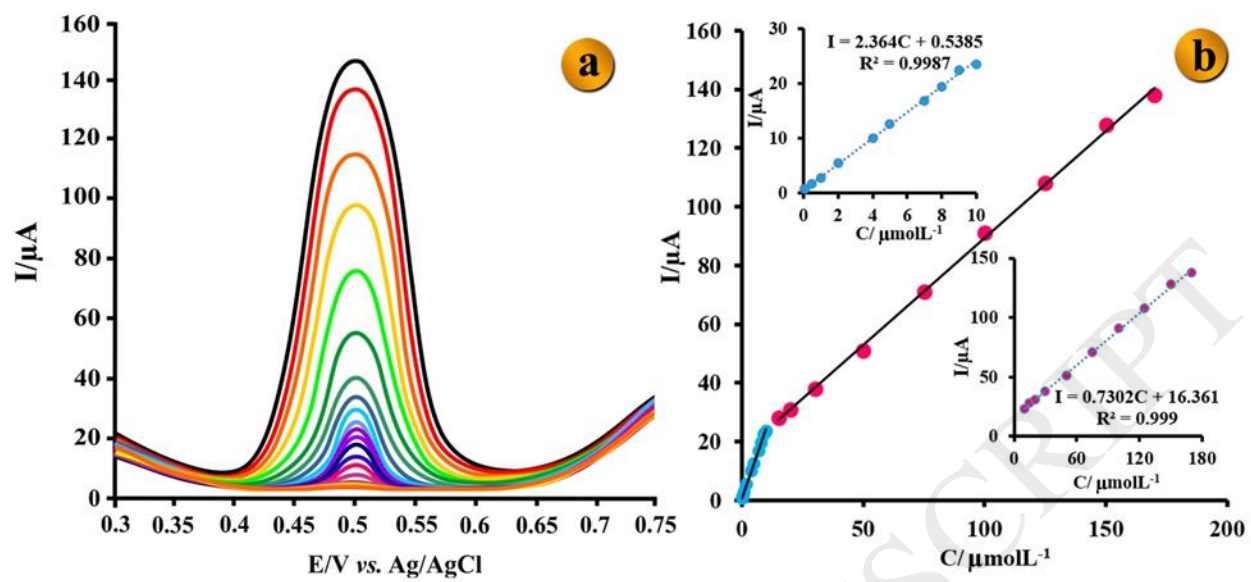 a
160
140
120
100
80
60
40
20
0
I/µA
0.3 0.35 0.4 0.45 0.5 0.55 0.6 0.65 0.7 0.75
E/V vs. Ag/AgCl
b
160
140
120
100
80
60
40
20
0
I/µA
0 50 100 150 200
C/ µmolL⁻¹
30
20
10
0
I/µA
I = 2.364C + 0.5385
R² = 0.9987
0 2 4 6 8 10
C/ µmolL⁻¹
150
100
50
0
I/µA
I = 0.7302C + 16.361
R² = 0.999
0 60 120 180
C/ µmolL⁻¹
SCRIPT